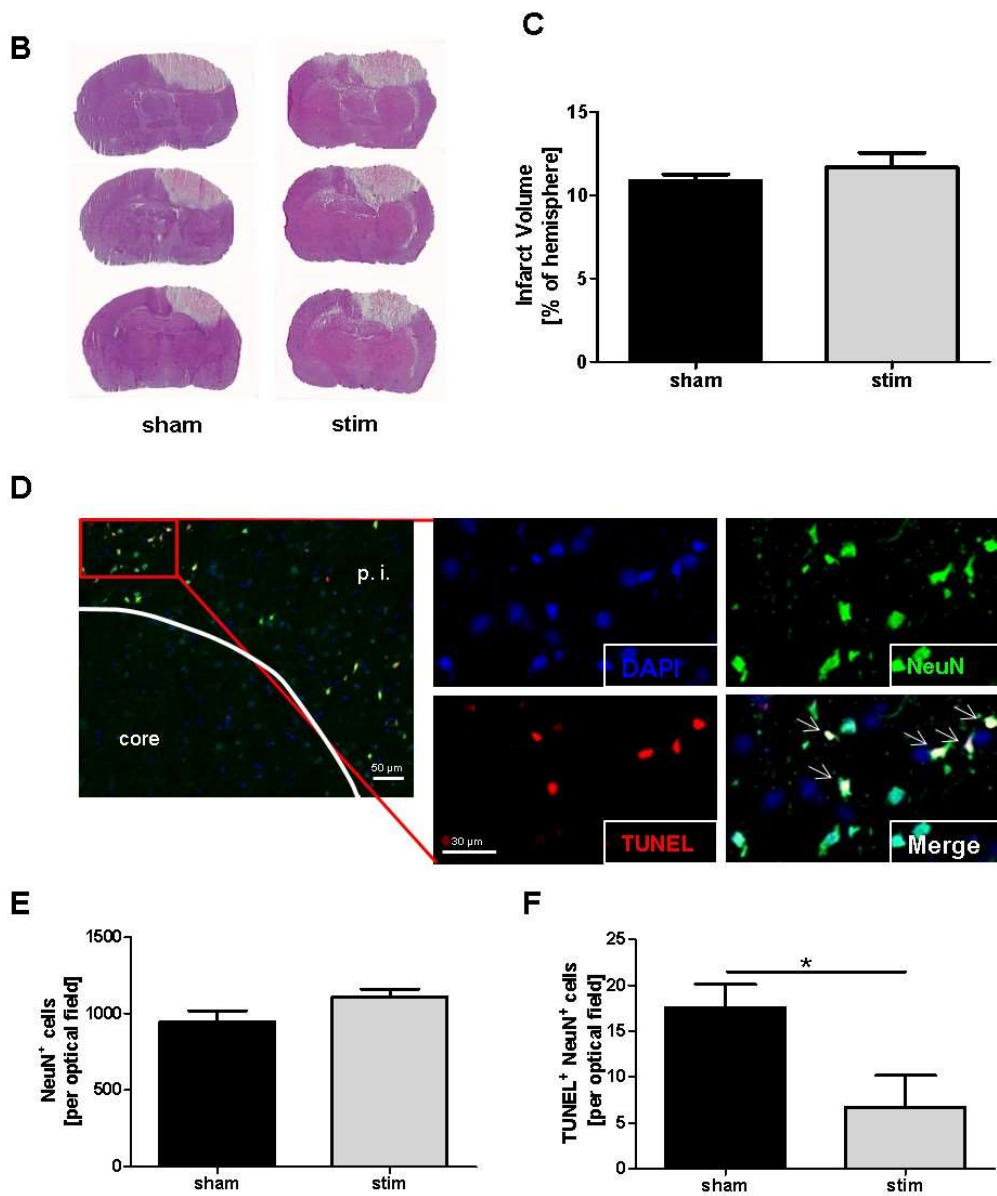 B
sham
stim
C
Infarct Volume
[% of hemisphere]
15
10
5
0
sham
stim
D
p. i.
core
50 µm
DAPI
NeuN
30 µm
TUNEL
Merge
E
NeuN⁺ cells
[per optical field]
1500
1000
500
0
sham
stim
F
TUNEL⁺ NeuN⁺ cells
[per optical field]
25
20
15
10
5
0
*
sham
stim